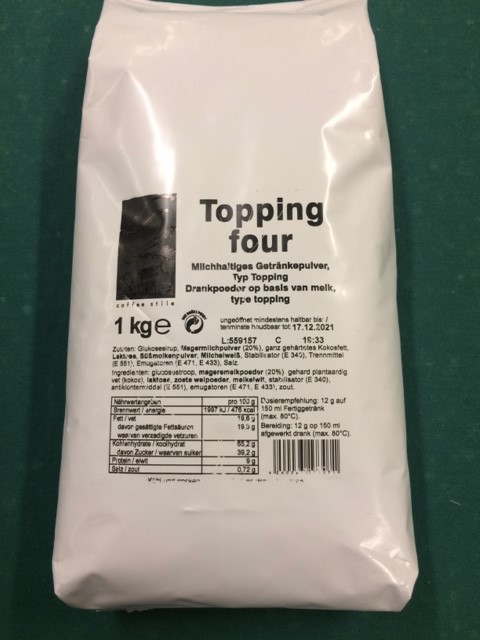 Topping
four
Milchhaltiges Getränkepulver,
Typ Topping
Drankpoeder op basis van melk,
type topping
coffee stile
1 kg e
ungeöffnet mindestens haltbar bis: /
tenminste houdbaar tot: 17.12.2021
L:559157 C 16:33
Zutaten: Glukosesirup, Magermilchpulver (20%), ganz gehärtetes Kokosfett,
Laktose, Süßmolkenpulver, Milcheiweiß, Stabilisator (E 340), Trennmittel
(E 551), Emulgatoren (E 471, E 433), Salz.
Ingrediënten: glucosestroop, mageremelkpoeder (20%) gehard plantaardig
vet (kokos), laktose, zoete weipoeder, melkeiwit, stabilisator (E 340),
antiklontermiddel (E 551), emulgatoren (E 471, E 433), zout.
Nährwertangaben pro 100 g
Brennwert / energie 1997 kJ / 476 kcal
Fett / vet 19,6 g
davon gesättigte Fettsäuren 19,3 g
waarvan verzadigde vetzuren
Kohlenhydrate / koolhydrat 65,2 g
davon Zucker / waarvan suiker 39,2 g
Protein / eiwit 9 g
Salz / zout 0,72 g
Dosierempfehlung: 12 g auf
150 ml Fertiggetränk
(max. 80°C).
Bereiding: 12 g op 150 ml
afgewerkt drank (max. 80°C).